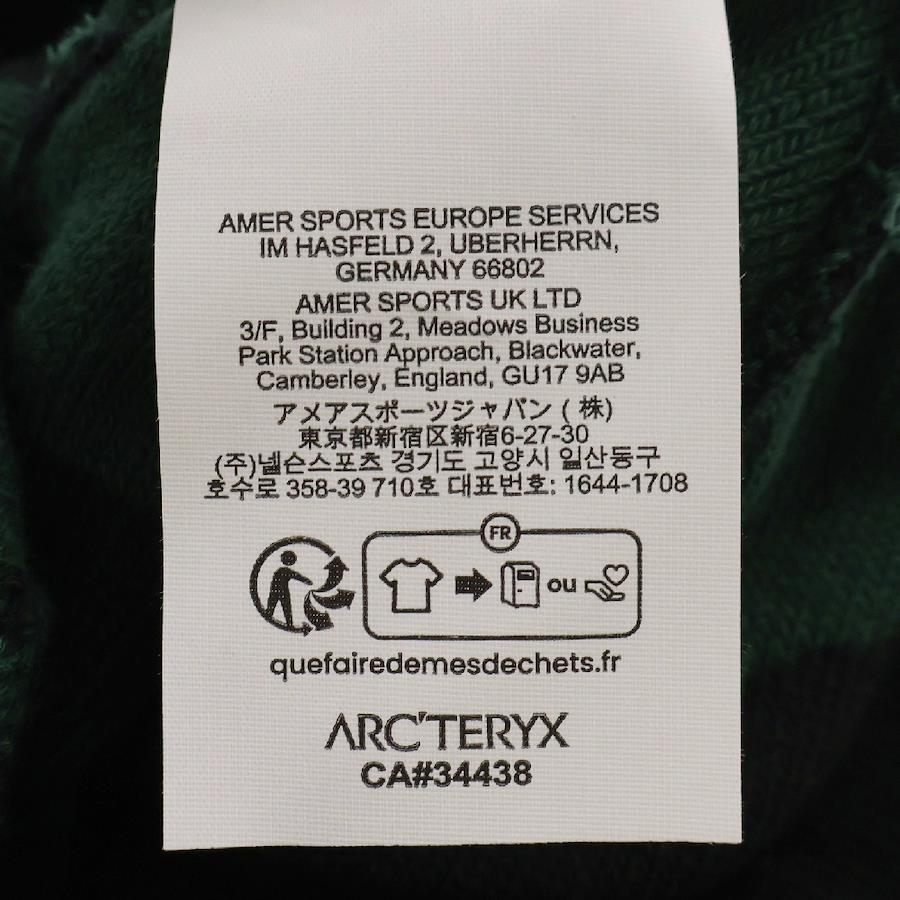 AMER SPORTS EUROPE SERVICES
IM HASFELD 2, UBERHERRN,
GERMANY 66802
AMER SPORTS UK LTD
3/F, Building 2, Meadows Business
Park Station Approach, Blackwater,
Camberley, England, GU17 9AB
アメアスポーツジャパン ( 株)
東京都新宿区新宿6-27-30
(주)넬슨스포츠 경기도 고양시 일산동구
호수로 358-39 710호 대표번호: 1644-1708
FR
ou
quefairedemesdechets.fr
ARC'TERYX
CA#34438